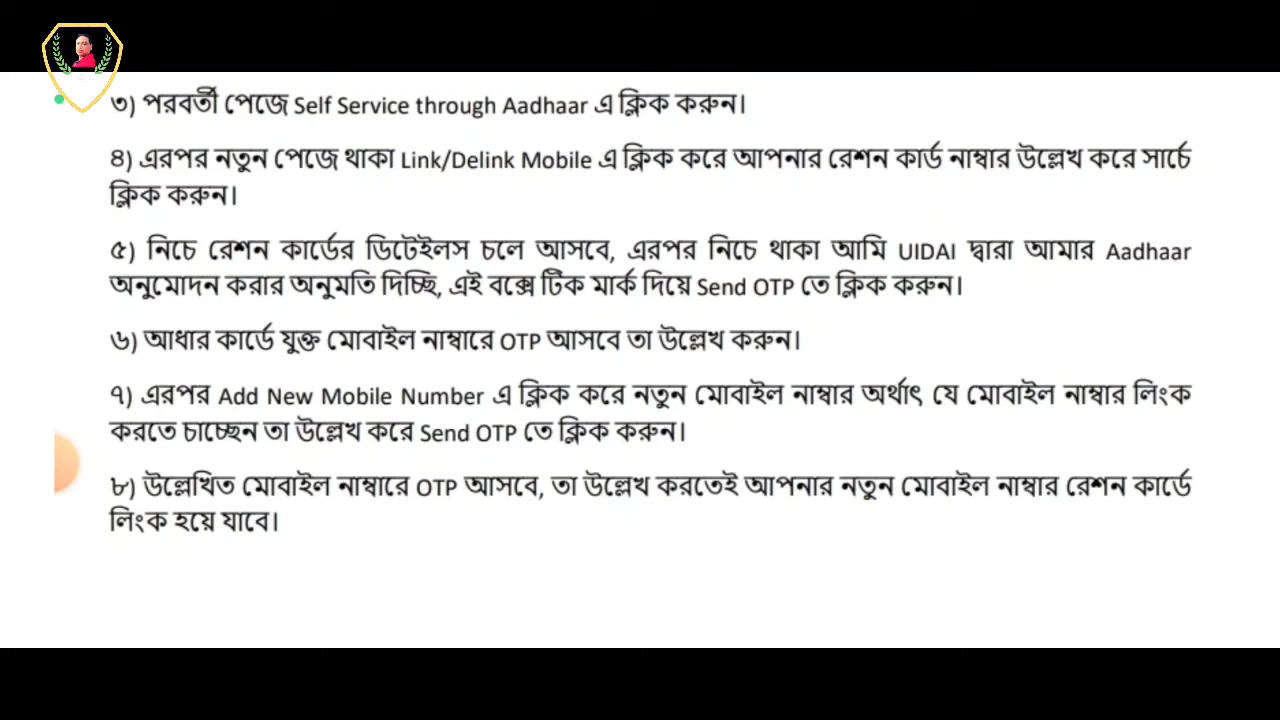 ৩) পরবর্তী পেজে Self Service through Aadhaar এ ক্লিক করুন।
৪) এরপর নতুন পেজে থাকা Link/Delink Mobile এ ক্লিক করে আপনার রেশন কার্ড নাম্বার উল্লেখ করে সার্চে
ক্লিক করুন।
৫) নিচে রেশন কার্ডের ডিটেইলস চলে আসবে, এরপর নিচে থাকা আমি UIDAI দ্বারা আমার Aadhaar
অনুমোদন করার অনুমতি দিচ্ছি, এই বক্সে টিক মার্ক দিয়ে Send OTP তে ক্লিক করুন।
৬) আধার কার্ডে যুক্ত মোবাইল নাম্বারে OTP আসবে তা উল্লেখ করুন।
৭) এরপর Add New Mobile Number এ ক্লিক করে নতুন মোবাইল নাম্বার অর্থাৎ যে মোবাইল নাম্বার লিংক
করতে চাচ্ছেন তা উল্লেখ করে Send OTP তে ক্লিক করুন।
৮) উল্লেখিত মোবাইল নাম্বারে OTP আসবে, তা উল্লেখ করতেই আপনার নতুন মোবাইল নাম্বার রেশন কার্ডে
লিংক হয়ে যাবে।